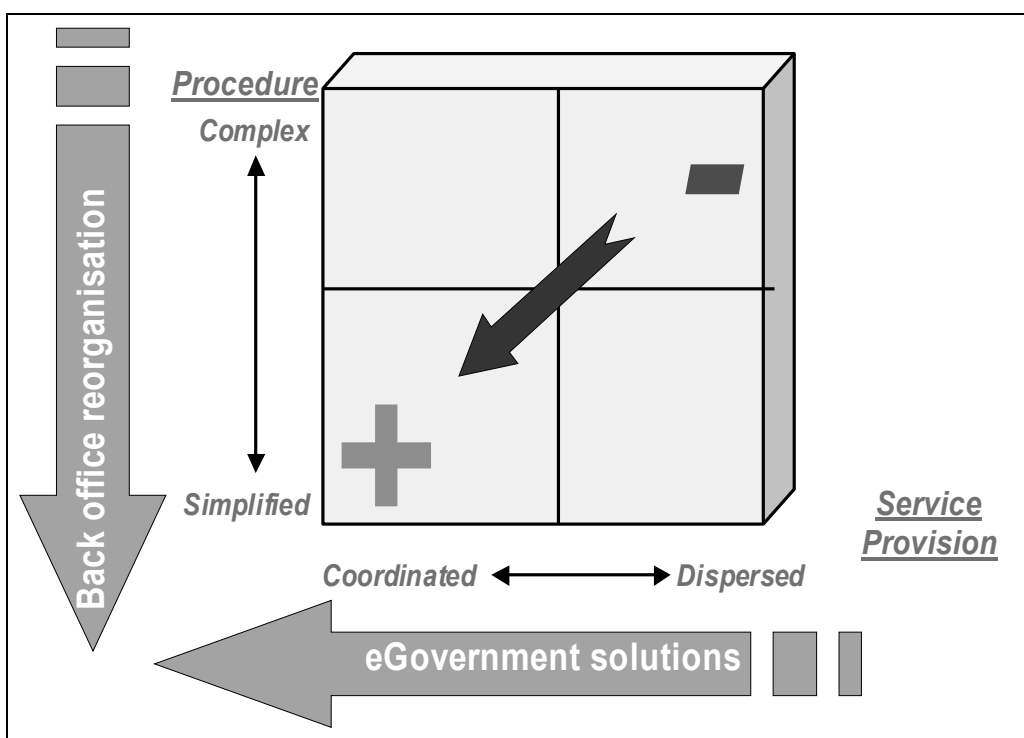 Procedure
Complex
Back office reorganisation
Simplified
Service
Provision
Coordinated
Dispersed
eGovernment solutions